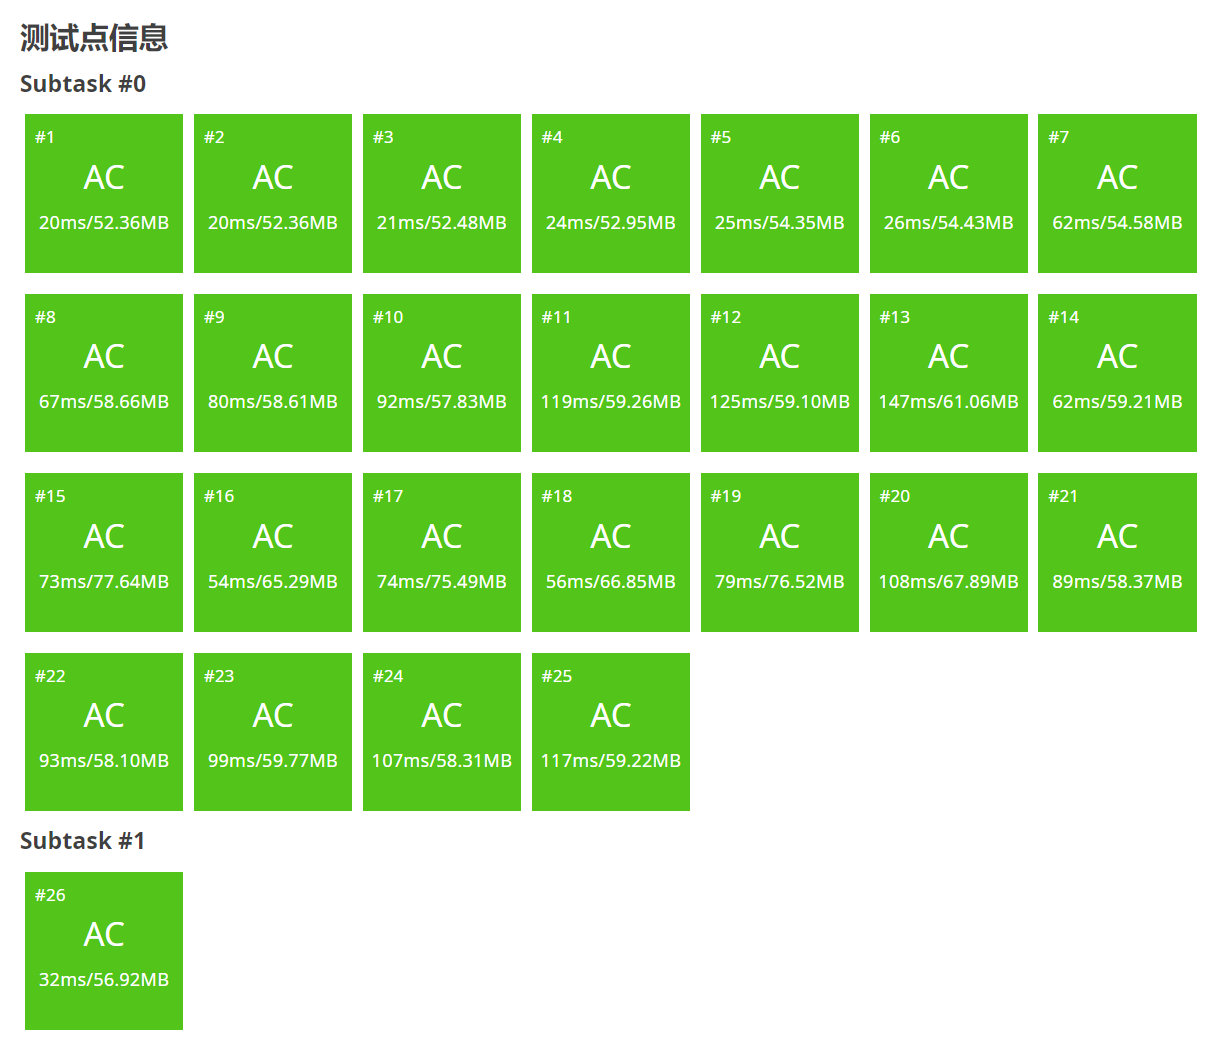 测试点信息
Subtask #0
#1 #2 #3 #4 #5 #6 #7
AC AC AC AC AC AC AC
20ms/52.36MB 20ms/52.36MB 21ms/52.48MB 24ms/52.95MB 25ms/54.35MB 26ms/54.43MB 62ms/54.58MB
#8 #9 #10 #11 #12 #13 #14
AC AC AC AC AC AC AC
67ms/58.66MB 80ms/58.61MB 92ms/57.83MB 119ms/59.26MB 125ms/59.10MB 147ms/61.06MB 62ms/59.21MB
#15 #16 #17 #18 #19 #20 #21
AC AC AC AC AC AC AC
73ms/77.64MB 54ms/65.29MB 74ms/75.49MB 56ms/66.85MB 79ms/76.52MB 108ms/67.89MB 89ms/58.37MB
#22 #23 #24 #25
AC AC AC AC
93ms/58.10MB 99ms/59.77MB 107ms/58.31MB 117ms/59.22MB
Subtask #1
#26
AC
32ms/56.92MB